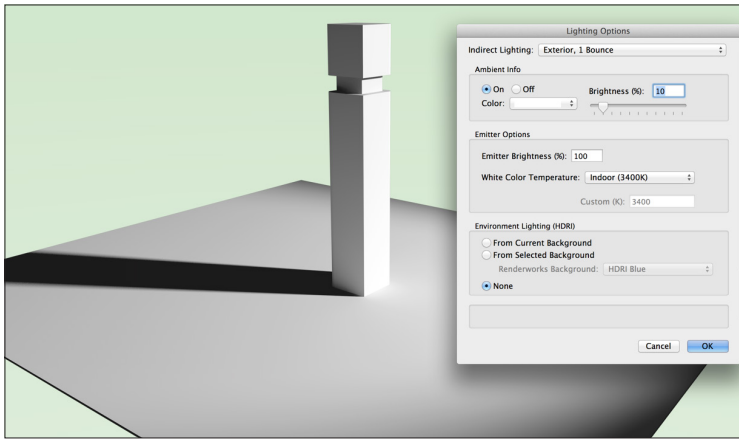 Lighting Options
Indirect Lighting: Exterior, 1 Bounce
Ambient Info
On Off Brightness (%): 10
Color:
Emitter Options
Emitter Brightness (%): 100
White Color Temperature: Indoor (3400K)
Custom (K): 3400
Environment Lighting (HDRI)
From Current Background
From Selected Background
Renderworks Background: HDRI Blue
None
Cancel OK